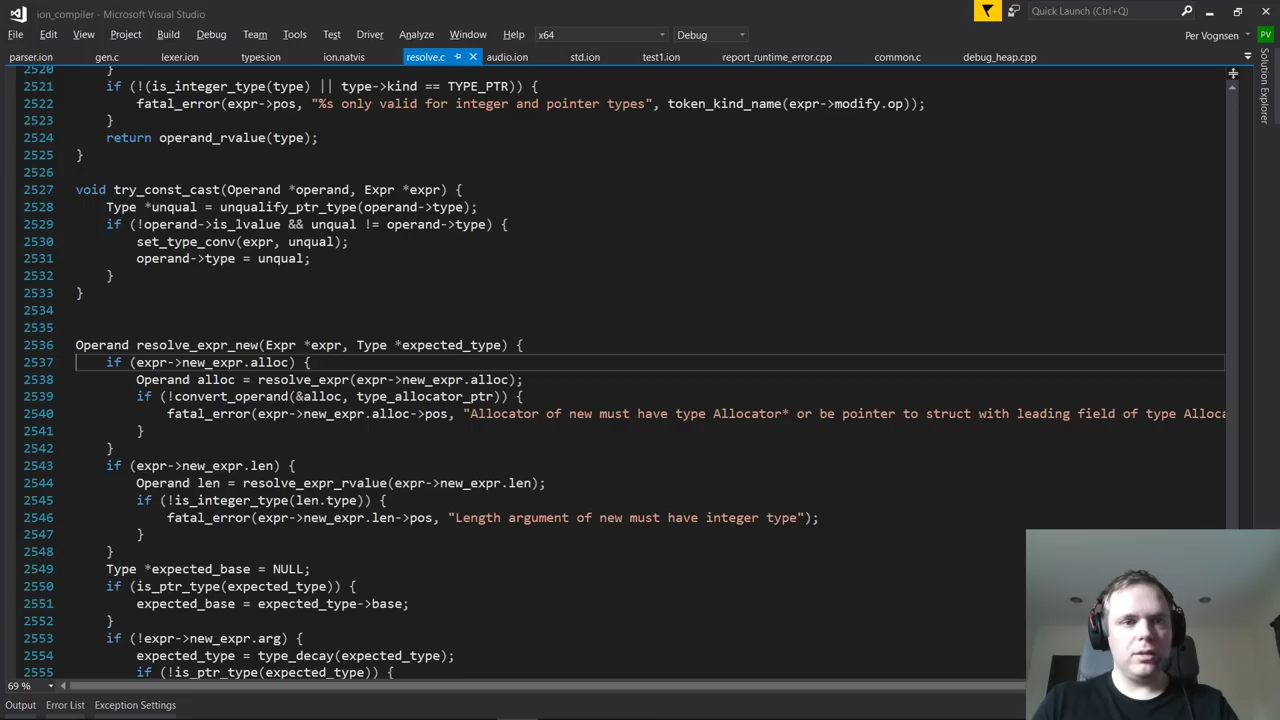 ion_compiler - Microsoft Visual Studio
Quick Launch (Ctrl+Q)
File Edit View Project Build Debug Team Tools Test Driver Analyze Window Help x64 Debug
Per Vognsen PV
parser.ion gen.c lexer.ion types.ion ion.natvis resolve.c audio.ion std.ion test1.ion report_runtime_error.cpp common.c debug_heap.cpp
Solution Explorer
2520 }
2521 if (!(is_integer_type(type) || type->kind == TYPE_PTR)) {
2522 fatal_error(expr->pos, "%s only valid for integer and pointer types", token_kind_name(expr->modify.op));
2523 }
2524 return operand_rvalue(type);
2525 }
2526
2527 void try_const_cast(Operand *operand, Expr *expr) {
2528 Type *unqual = unqualify_ptr_type(operand->type);
2529 if (!operand->is_lvalue && unqual != operand->type) {
2530 set_type_conv(expr, unqual);
2531 operand->type = unqual;
2532 }
2533 }
2534
2535
2536 Operand resolve_expr_new(Expr *expr, Type *expected_type) {
2537 if (expr->new_expr.alloc) {
2538 Operand alloc = resolve_expr(expr->new_expr.alloc);
2539 if (!convert_operand(&alloc, type_allocator_ptr)) {
2540 fatal_error(expr->new_expr.alloc->pos, "Allocator of new must have type Allocator* or be pointer to struct with leading field of type Alloca
2541 }
2542 }
2543 if (expr->new_expr.len) {
2544 Operand len = resolve_expr_rvalue(expr->new_expr.len);
2545 if (!is_integer_type(len.type)) {
2546 fatal_error(expr->new_expr.len->pos, "Length argument of new must have integer type");
2547 }
2548 }
2549 Type *expected_base = NULL;
2550 if (is_ptr_type(expected_type)) {
2551 expected_base = expected_type->base;
2552 }
2553 if (!expr->new_expr.arg) {
2554 expected_type = type_decay(expected_type);
2555 if (!is_ptr_type(expected_type)) {
69 %
Output Error List Exception Settings